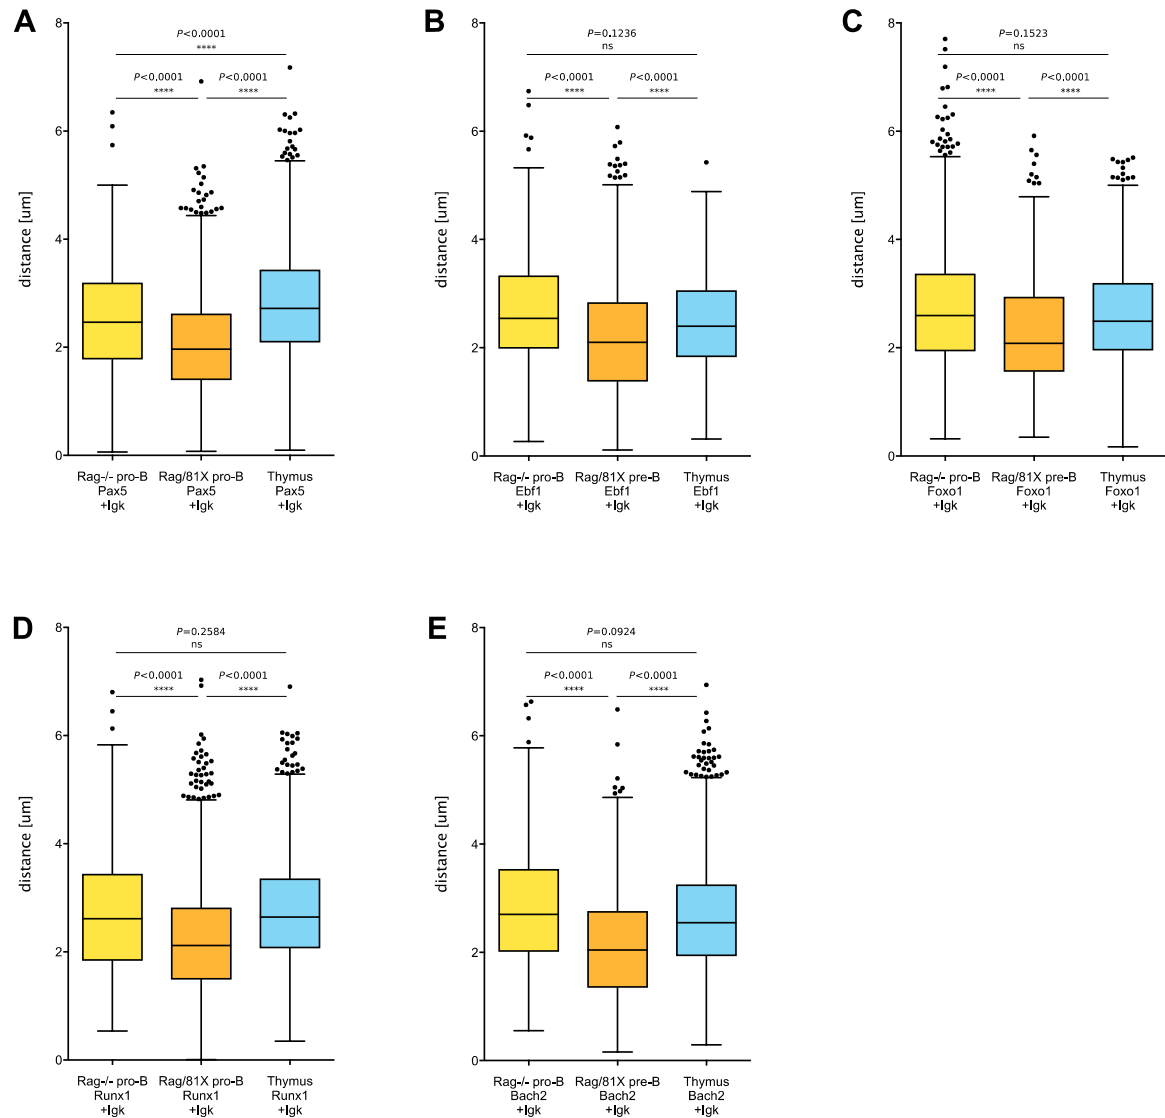 A
8
6
4
2
0
distance [um]
P<0.0001
****
P<0.0001
****
P<0.0001
****
Rag-/- pro-B
Pax5
+Igk
Rag/81X pro-B
Pax5
+Igk
Thymus
Pax5
+Igk
B
8
6
4
2
0
distance [um]
P=0.1236
ns
P<0.0001
****
P<0.0001
****
Rag-/- pro-B
Ebf1
+Igk
Rag/81X pre-B
Ebf1
+Igk
Thymus
Ebf1
+Igk
C
8
6
4
2
0
distance [um]
P=0.1523
ns
P<0.0001
****
P<0.0001
****
Rag-/- pro-B
Foxo1
+Igk
Rag/81X pre-B
Foxo1
+Igk
Thymus
Foxo1
+Igk
D
8
6
4
2
0
distance [um]
P=0.2584
ns
P<0.0001
****
P<0.0001
****
Rag-/- pro-B
Runx1
+Igk
Rag/81X pro-B
Runx1
+Igk
Thymus
Runx1
+Igk
E
8
6
4
2
0
distance [um]
P=0.0924
ns
P<0.0001
****
P<0.0001
****
Rag-/- pro-B
Bach2
+Igk
Rag/81X pre-B
Bach2
+Igk
Thymus
Bach2
+Igk